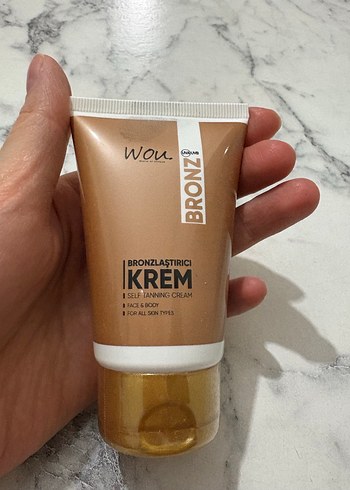 Wou.
BRONZ
BRONZLAŞTIRICI
KREM
SELF TANNING CREAM
FACE & BODY
FOR ALL SKIN TYPES